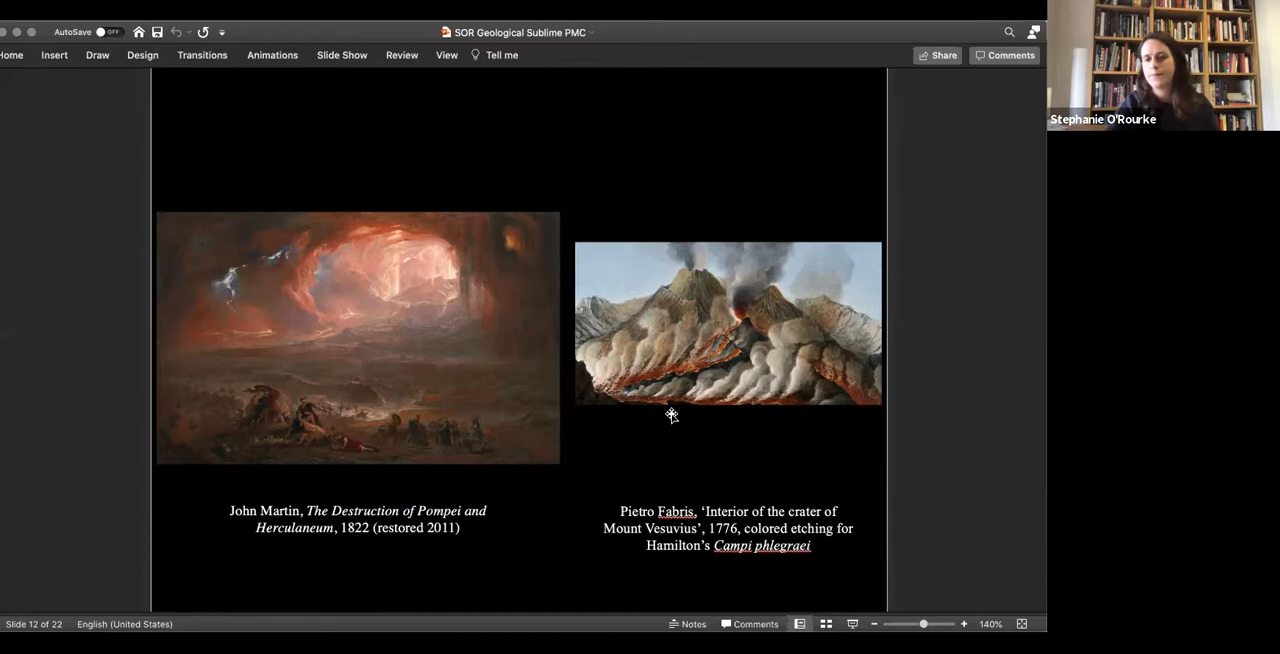 AutoSave OFF
SOR Geological Sublime PMC
Home Insert Draw Design Transitions Animations Slide Show Review View Tell me Share Comments
Stephanie O'Rourke
John Martin, The Destruction of Pompei and
Herculaneum, 1822 (restored 2011)
Pietro Fabris, ‘Interior of the crater of
Mount Vesuvius’, 1776, colored etching for
Hamilton’s Campi phlegraei
Slide 12 of 22 English (United States) Notes Comments 140%